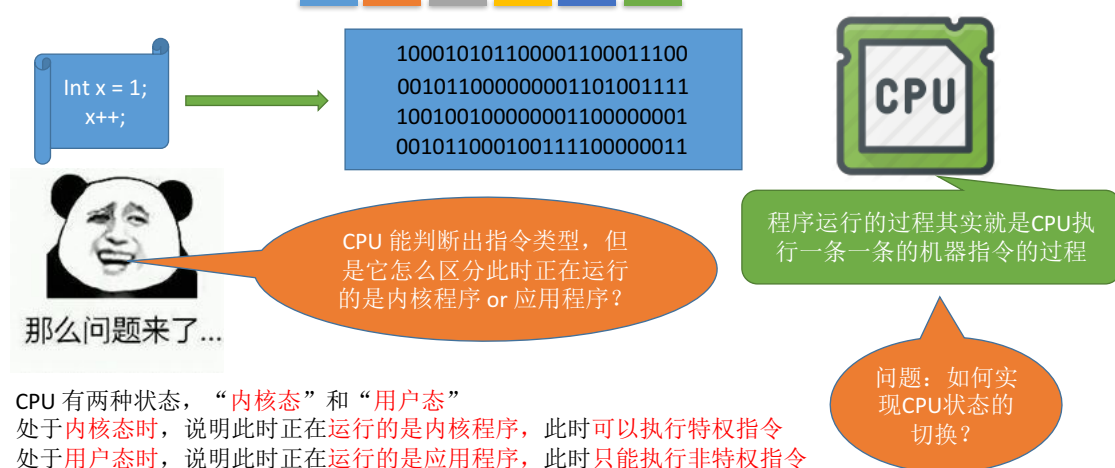 Int x = 1;
x++;
100010101100001100011100
001011000000001101001111
100100100000001100000001
001011000100111100000011
CPU
程序运行的过程其实就是CPU执
行一条一条的机器指令的过程
CPU 能判断出指令类型，但
是它怎么区分此时正在运行
的是内核程序 or 应用程序？
那么问题来了...
问题：如何实
现CPU状态的
切换？
CPU 有两种状态，“内核态”和“用户态”
处于内核态时，说明此时正在运行的是内核程序，此时可以执行特权指令
处于用户态时，说明此时正在运行的是应用程序，此时只能执行非特权指令